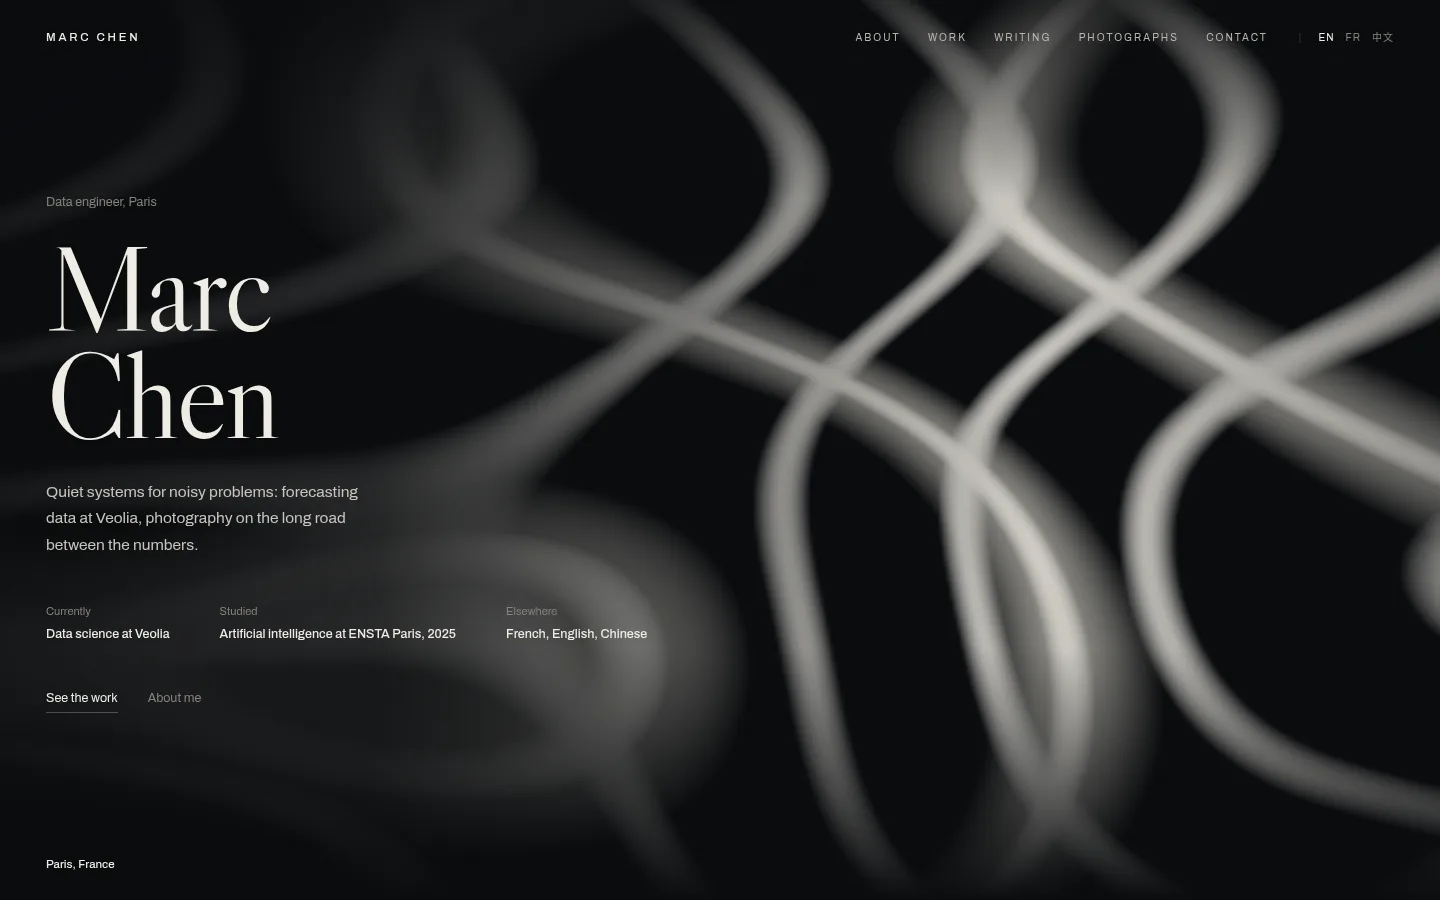 MARC CHEN
ABOUT WORK WRITING PHOTOGRAPHS CONTACT | EN FR 中文
Data engineer, Paris
Marc
Chen
Quiet systems for noisy problems: forecasting
data at Veolia, photography on the long road
between the numbers.
Currently Studied Elsewhere
Data science at Veolia Artificial intelligence at ENSTA Paris, 2025 French, English, Chinese
See the work About me
Paris, France